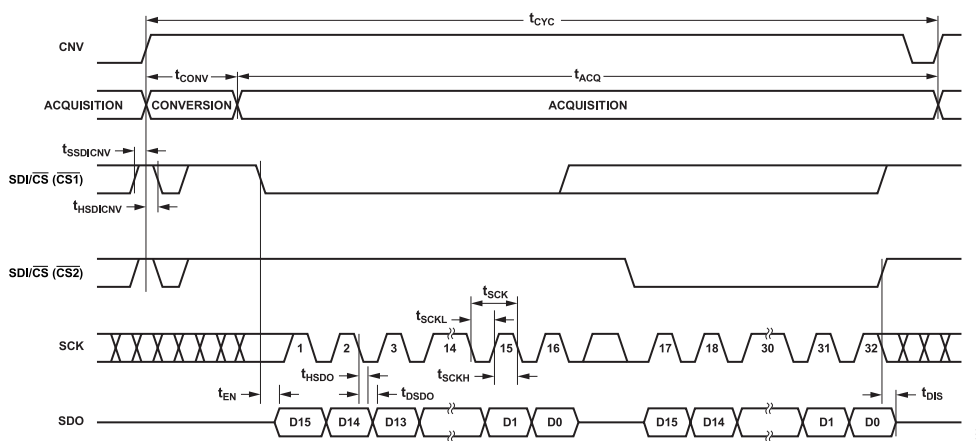 tCYC
CNV
tCONV
tACQ
ACQUISITION
CONVERSION
ACQUISITION
tSSDICNV
SDI/CS (CS1)
tHSDICNV
SDI/CS (CS2)
tSCK
tSCKL
SCK
1
2
3
14
15
16
17
18
30
31
32
tHSDO
tSCKH
tEN
tDSDO
tDIS
SDO
D15
D14
D13
D1
D0
D15
D14
D1
D0